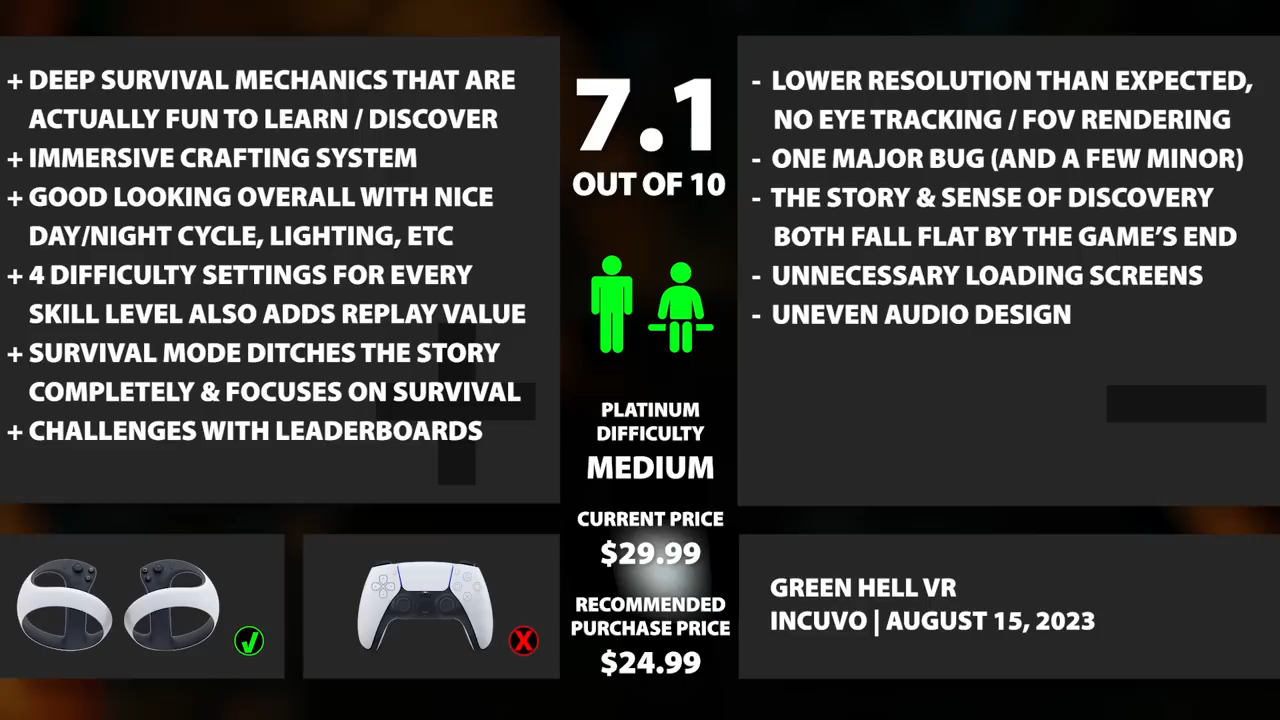 + DEEP SURVIVAL MECHANICS THAT ARE
ACTUALLY FUN TO LEARN / DISCOVER
+ IMMERSIVE CRAFTING SYSTEM
+ GOOD LOOKING OVERALL WITH NICE
DAY/NIGHT CYCLE, LIGHTING, ETC
+ 4 DIFFICULTY SETTINGS FOR EVERY
SKILL LEVEL ALSO ADDS REPLAY VALUE
+ SURVIVAL MODE DITCHES THE STORY
COMPLETELY & FOCUSES ON SURVIVAL
+ CHALLENGES WITH LEADERBOARDS
7.1
OUT OF 10
PLATINUM
DIFFICULTY
MEDIUM
CURRENT PRICE
$29.99
RECOMMENDED
PURCHASE PRICE
$24.99
- LOWER RESOLUTION THAN EXPECTED,
NO EYE TRACKING / FOV RENDERING
- ONE MAJOR BUG (AND A FEW MINOR)
- THE STORY & SENSE OF DISCOVERY
BOTH FALL FLAT BY THE GAME'S END
- UNNECESSARY LOADING SCREENS
- UNEVEN AUDIO DESIGN
X
GREEN HELL VR
INCUVO | AUGUST 15, 2023